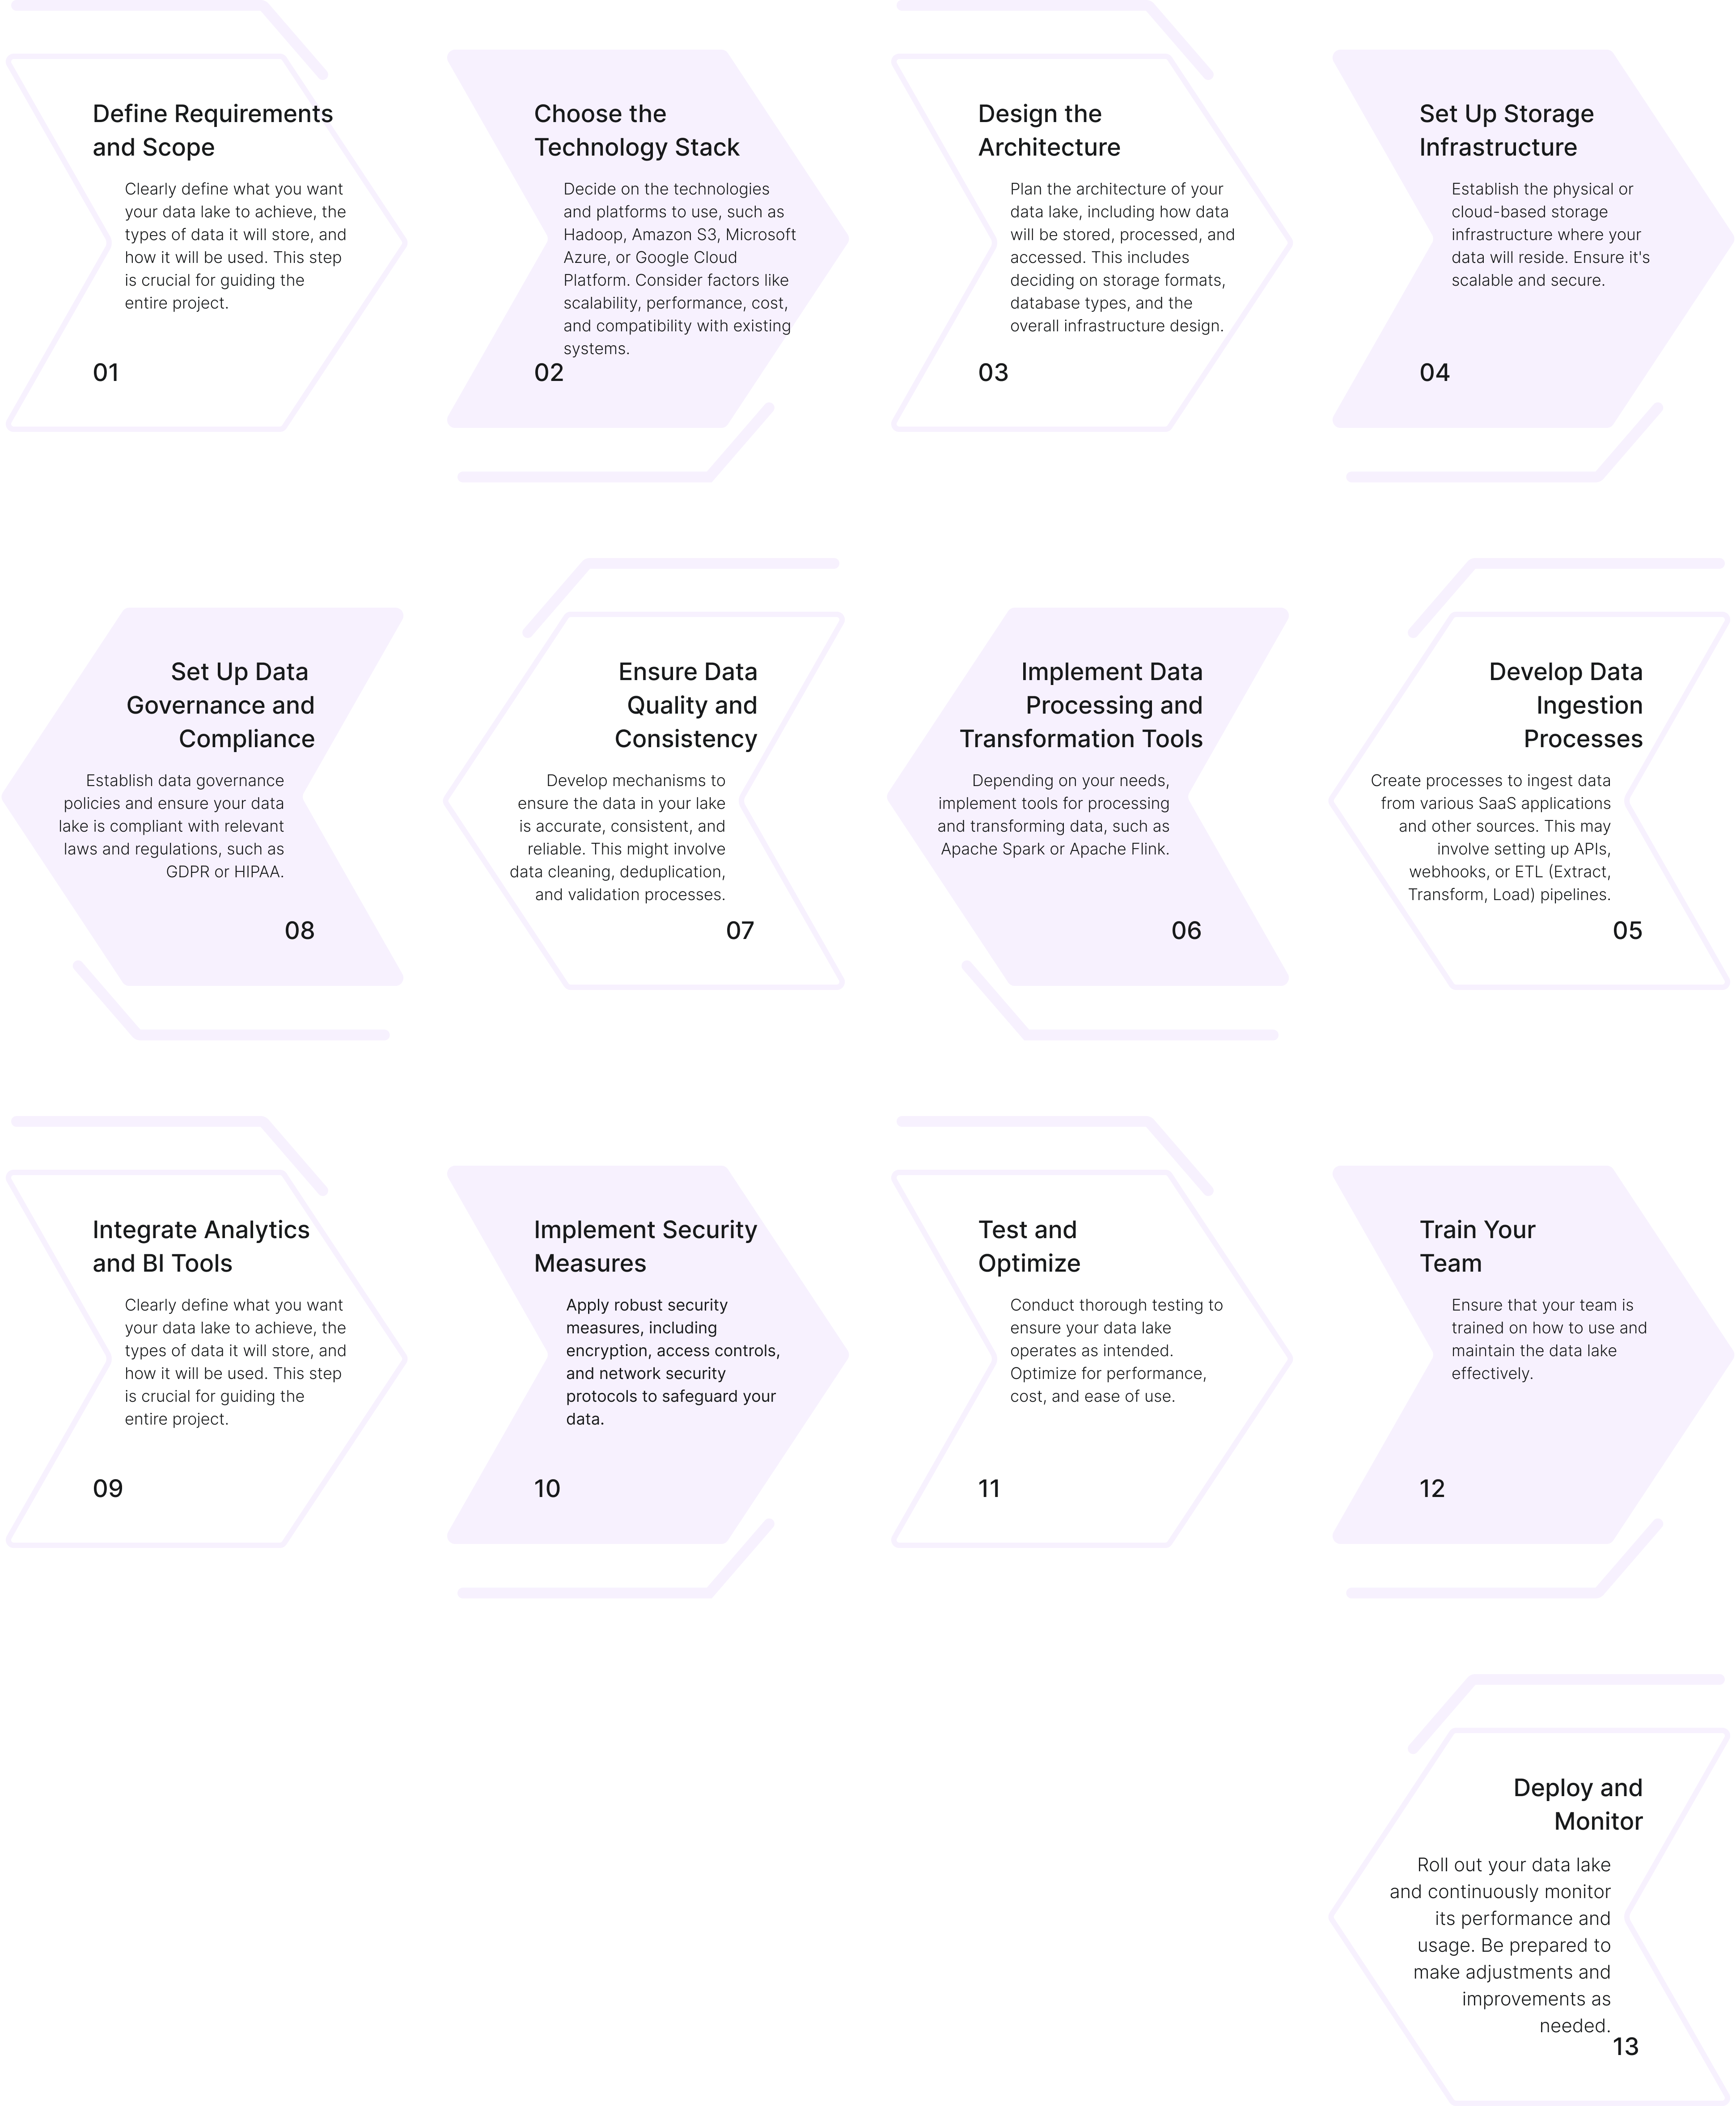 Define Requirements
and Scope
Clearly define what you want
your data lake to achieve, the
types of data it will store, and
how it will be used. This step
is crucial for guiding the
entire project.
01
Choose the
Technology Stack
Decide on the technologies
and platforms to use, such as
Hadoop, Amazon S3, Microsoft
Azure, or Google Cloud
Platform. Consider factors like
scalability, performance, cost,
and compatibility with existing
systems.
02
Design the
Architecture
Plan the architecture of your
data lake, including how data
will be stored, processed, and
accessed. This includes
deciding on storage formats,
database types, and the
overall infrastructure design.
03
Set Up Storage
Infrastructure
Establish the physical or
cloud-based storage
infrastructure where your
data will reside. Ensure it's
scalable and secure.
04
Set Up Data
Governance and
Compliance
Establish data governance
policies and ensure your data
lake is compliant with relevant
laws and regulations, such as
GDPR or HIPAA.
08
Ensure Data
Quality and
Consistency
Develop mechanisms to
ensure the data in your lake
is accurate, consistent, and
reliable. This might involve
data cleaning, deduplication,
and validation processes.
07
Implement Data
Processing and
Transformation Tools
Depending on your needs,
implement tools for processing
and transforming data, such as
Apache Spark or Apache Flink.
06
Develop Data
Ingestion
Processes
Create processes to ingest data
from various SaaS applications
and other sources. This may
involve setting up APIs,
webhooks, or ETL (Extract,
Transform, Load) pipelines.
05
Integrate Analytics
and BI Tools
Clearly define what you want
your data lake to achieve, the
types of data it will store, and
how it will be used. This step
is crucial for guiding the
entire project.
09
Implement Security
Measures
Apply robust security
measures, including
encryption, access controls,
and network security
protocols to safeguard your
data.
10
Test and
Optimize
Conduct thorough testing to
ensure your data lake
operates as intended.
Optimize for performance,
cost, and ease of use.
11
Train Your
Team
Ensure that your team is
trained on how to use and
maintain the data lake
effectively.
12
Deploy and
Monitor
Roll out your data lake
and continuously monitor
its performance and
usage. Be prepared to
make adjustments and
improvements as
needed.
13